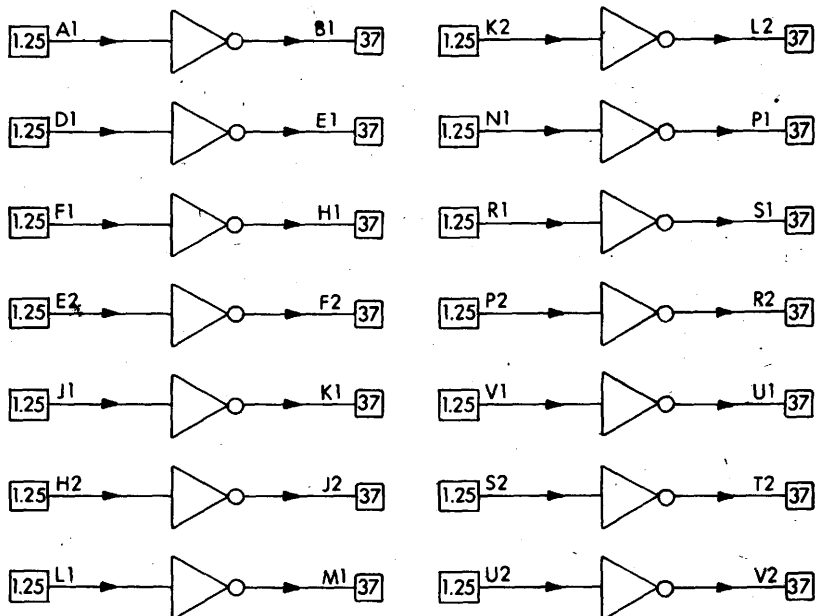 1.25 A1 B1 37 1.25 K2 L2 37
1.25 D1 E1 37 1.25 N1 P1 37
1.25 F1 H1 37 1.25 R1 S1 37
1.25 E2 F2 37 1.25 P2 R2 37
1.25 J1 K1 37 1.25 V1 U1 37
1.25 H2 J2 37 1.25 S2 T2 37
1.25 L1 M1 37 1.25 U2 V2 37